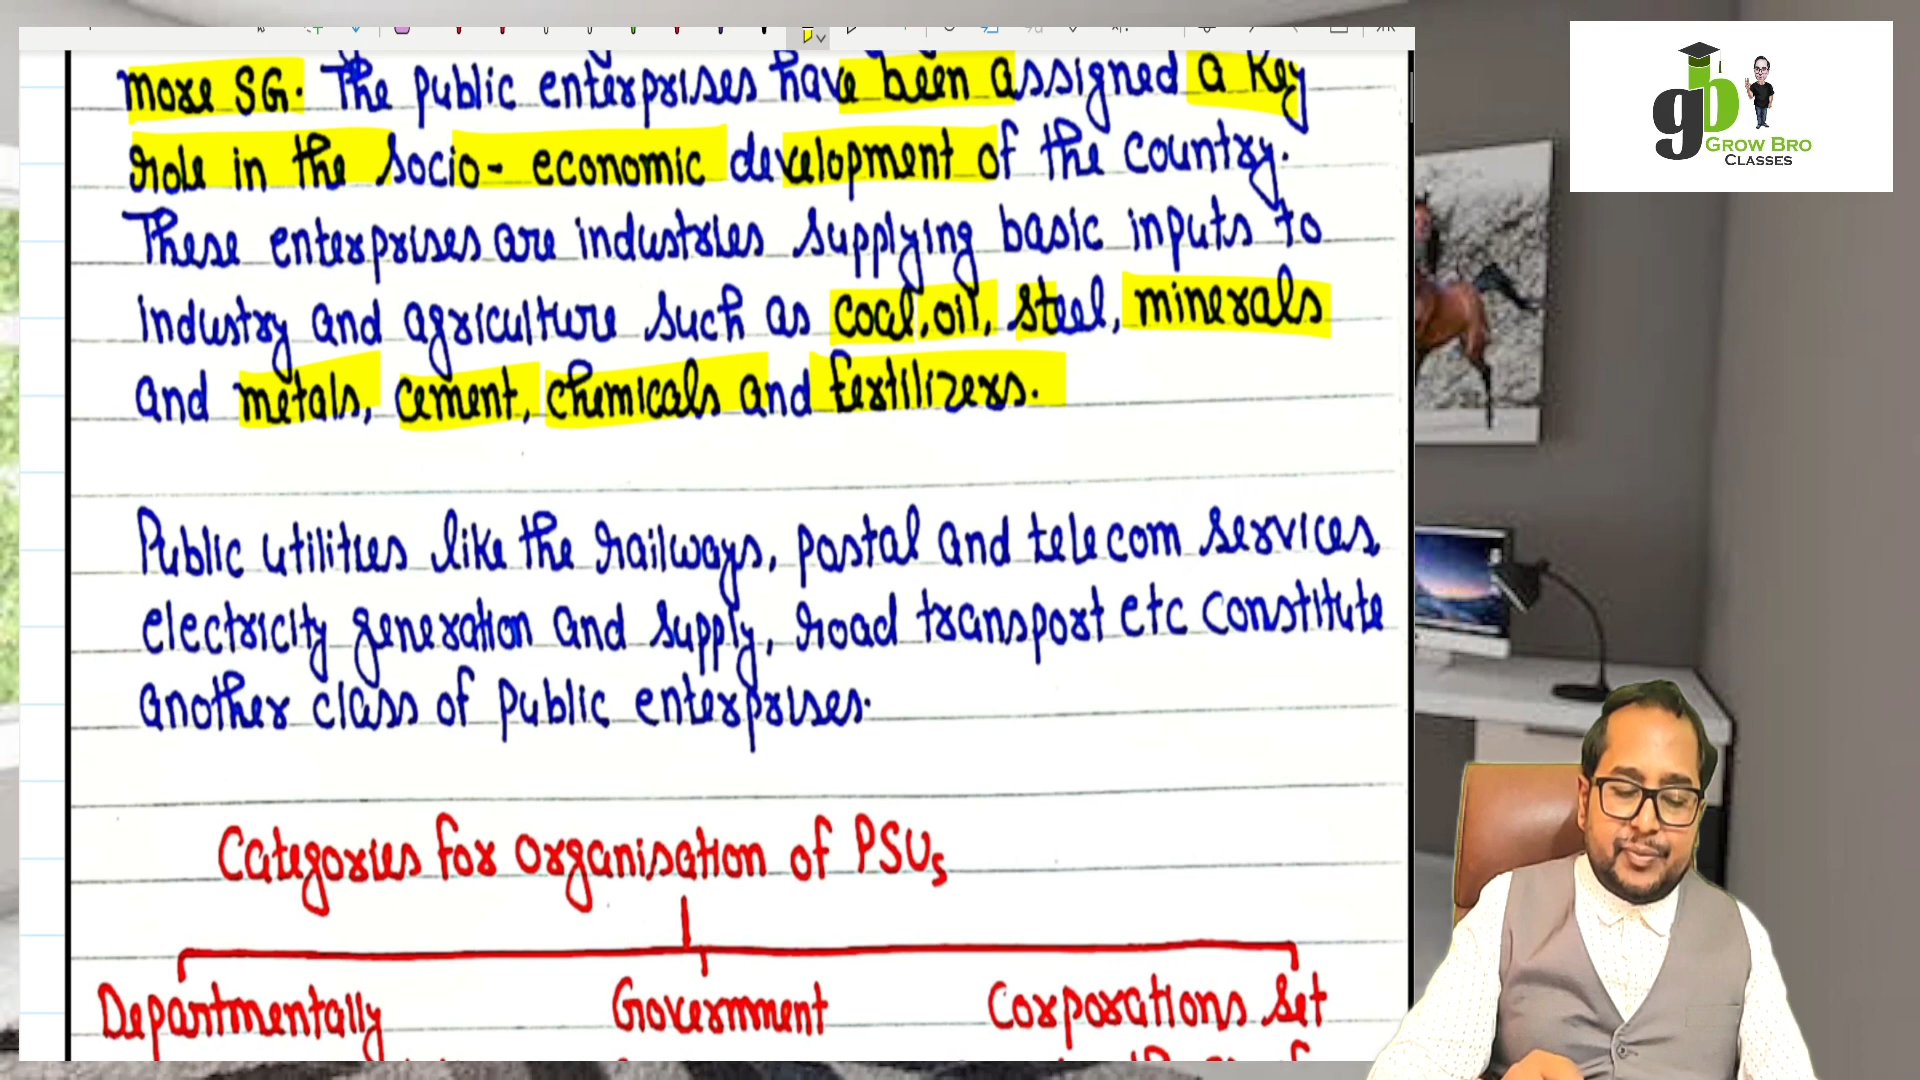 more SG. The public enterprises have been assigned a key
role in the socio-economic development of the country.
These enterprises are industries supplying basic inputs to
industry and agriculture such as coal, oil, steel, minerals
and metals, cement, chemicals and fertilizers.
Public utilities like the railways, postal and telecom services,
electricity generation and supply, road transport etc constitute
another class of public enterprises.
Categories for organisation of PSUs
Departmentally Government Corporations set
gb
GROW BRO
CLASSES